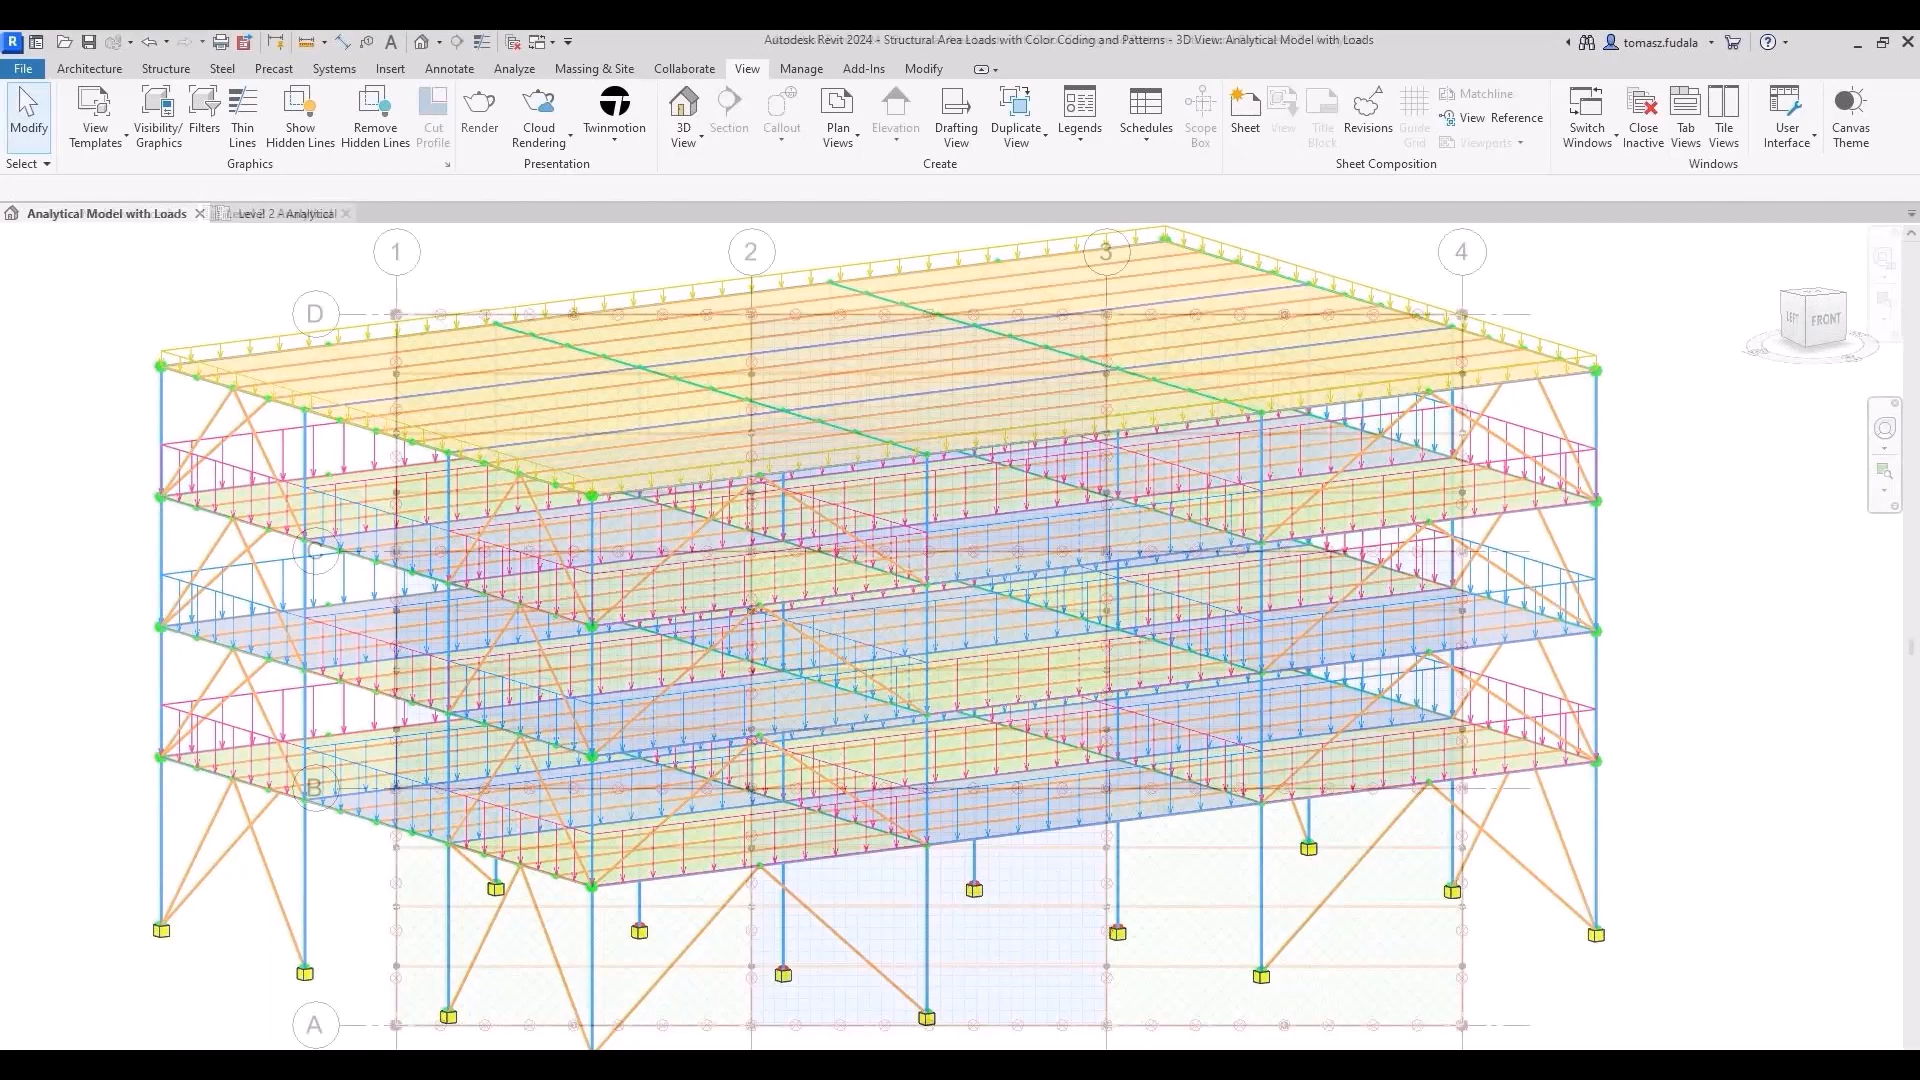 Autodesk Revit 2024 - Structural Area Loads with Color Coding and Patterns - 3D View: Analytical Model with Loads
tomasz.fudala
File Architecture Structure Steel Precast Systems Insert Annotate Analyze Massing & Site Collaborate View Manage Add-Ins Modify
Modify
View Templates
Visibility/ Graphics
Filters
Thin Lines
Show Hidden Lines
Remove Hidden Lines
Cut Profile
Render
Cloud Rendering
Twinmotion
3D View
Section
Callout
Plan Views
Elevation
Drafting View
Duplicate View
Legends
Schedules
Scope Box
Sheet
View
Title Block
Revisions
Guide Grid
Matchline
View Reference
Viewports
Switch Windows
Close Inactive
Tab Views
Tile Views
User Interface
Canvas Theme
Select Graphics Presentation Create Sheet Composition Windows
Analytical Model with Loads
Level 2 - Analytical
1 2 3 4
D
LEFT FRONT
C
B
A